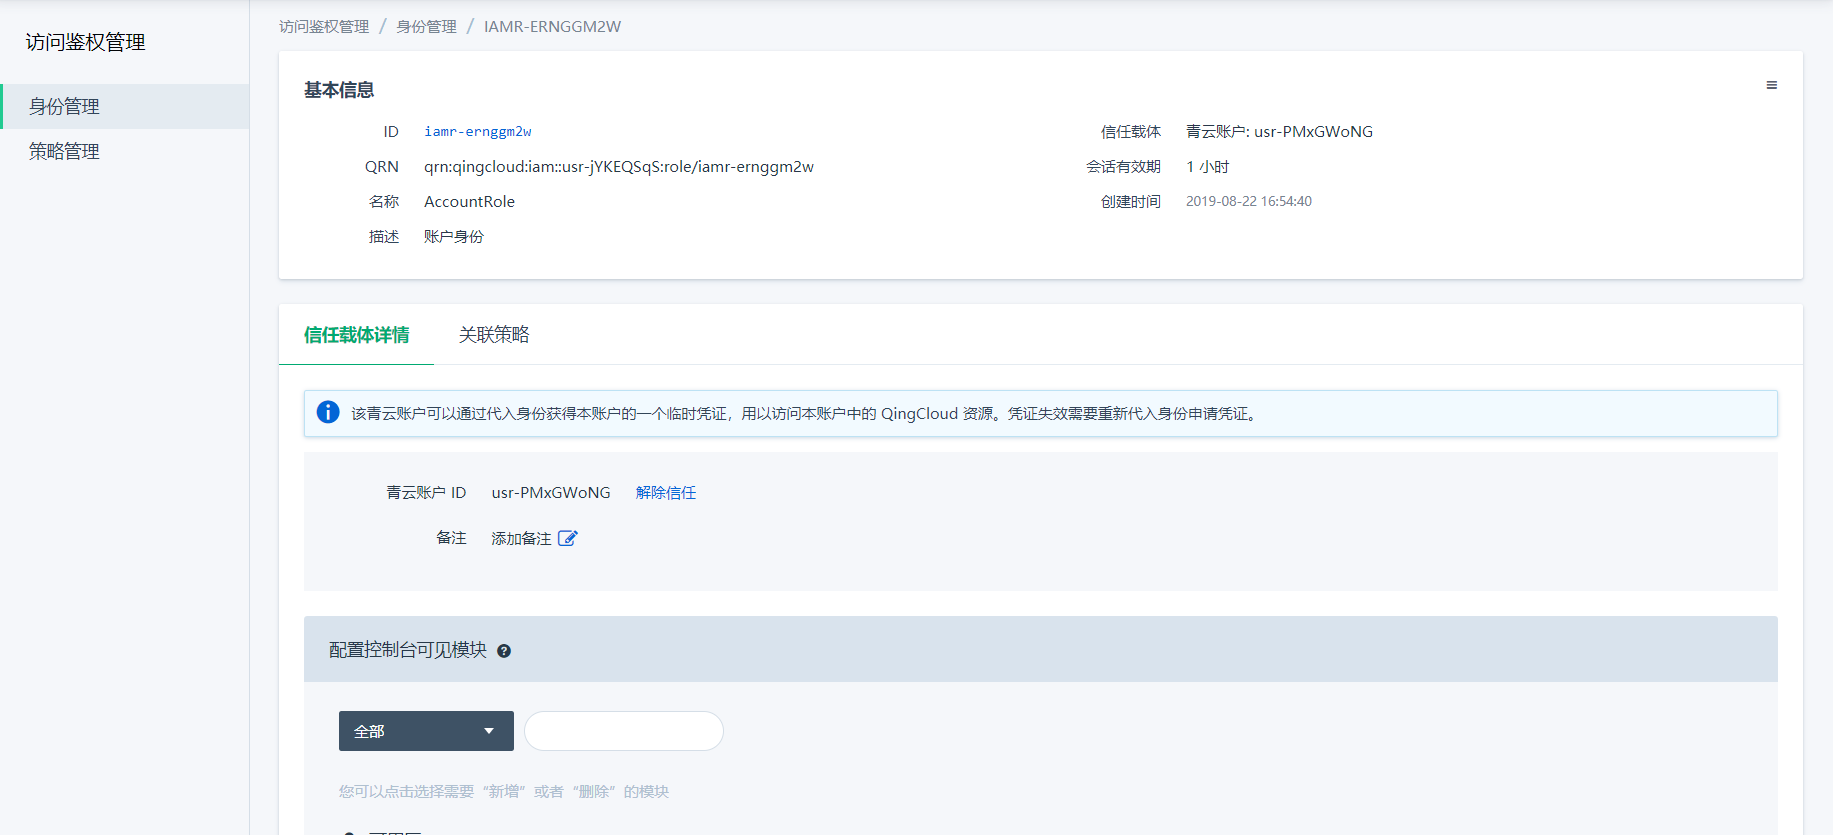 访问鉴权管理
身份管理
策略管理
访问鉴权管理 / 身份管理 / IAMR-ERNGGM2W
基本信息
ID iamr-ernggm2w
QRN qrn:qingcloud:iam::usr-jYKEQSqS:role/iamr-ernggm2w
名称 AccountRole
描述 账户身份
信任载体 青云账户: usr-PMxGWoNG
会话有效期 1 小时
创建时间 2019-08-22 16:54:40
信任载体详情 关联策略
该青云账户可以通过代入身份获得本账户的一个临时凭证，用以访问本账户中的 QingCloud 资源。凭证失效需要重新代入身份申请凭证。
青云账户 ID usr-PMxGWoNG 解除信任
备注 添加备注
配置控制台可见模块
全部
您可以点击选择需要“新增”或者“删除”的模块